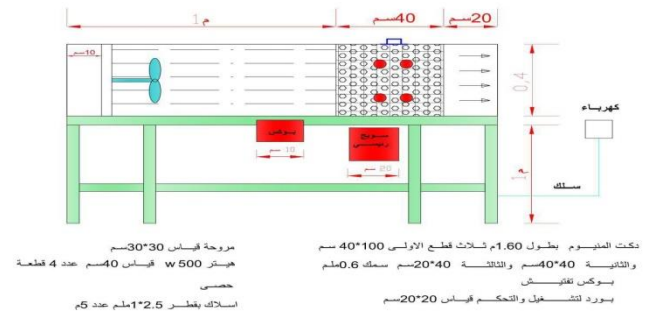 1م
40سم
20سم
10سم
0,4
كهرباء
بوكس
18 سم
سويج رئيسي
20 سم
1م
سلك
دكت المنيوم بطول 1.60م ثلاث قطع الاولى 100*40 سم
والثانية 40*40سم والثالثة 40*20سم سمك 0.6ملم
بوكس تفتيش
بورد لتشغيل والتحكم قياس 20*20سم
مروحة قياس 30*30سم
هيتر 500 w قياس 40سم عدد 4 قطعة
حصى
اسلاك بقطر 2.5*1ملم عدد 5م